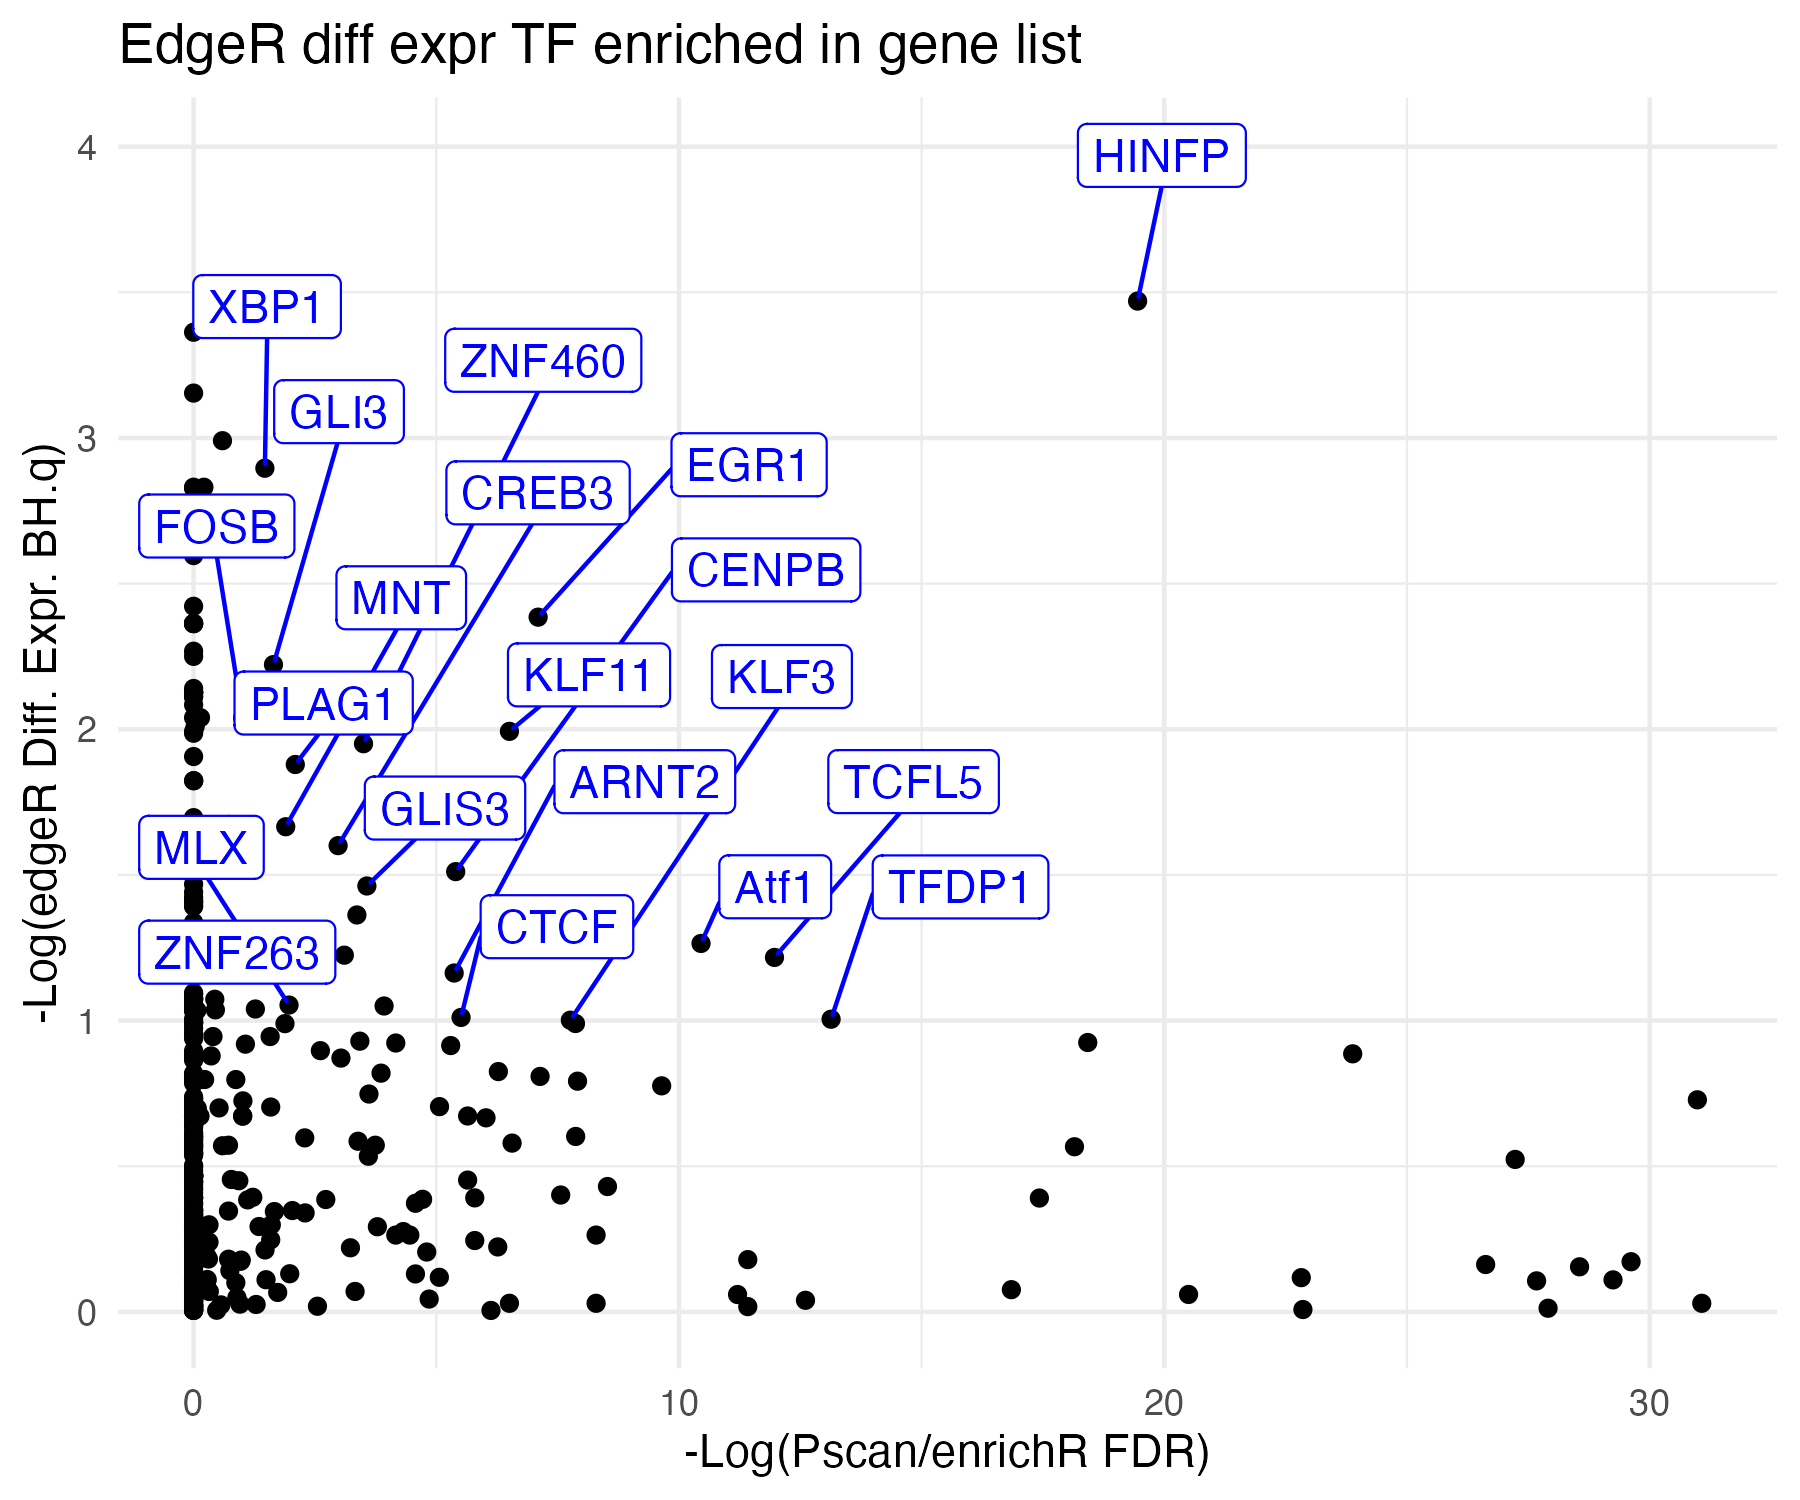 EdgeR diff expr TF enriched in gene list
-Log(edgeR Diff. Expr. BH.q)
4
3
2
1
0
HINFP
XBP1
ZNF460
GLI3
EGR1
CREB3
FOSB
CENPB
MNT
KLF11
KLF3
PLAG1
ARNT2
TCFL5
GLIS3
MLX
Atf1
TFDP1
CTCF
ZNF263
0
10
20
30
-Log(Pscan/enrichR FDR)